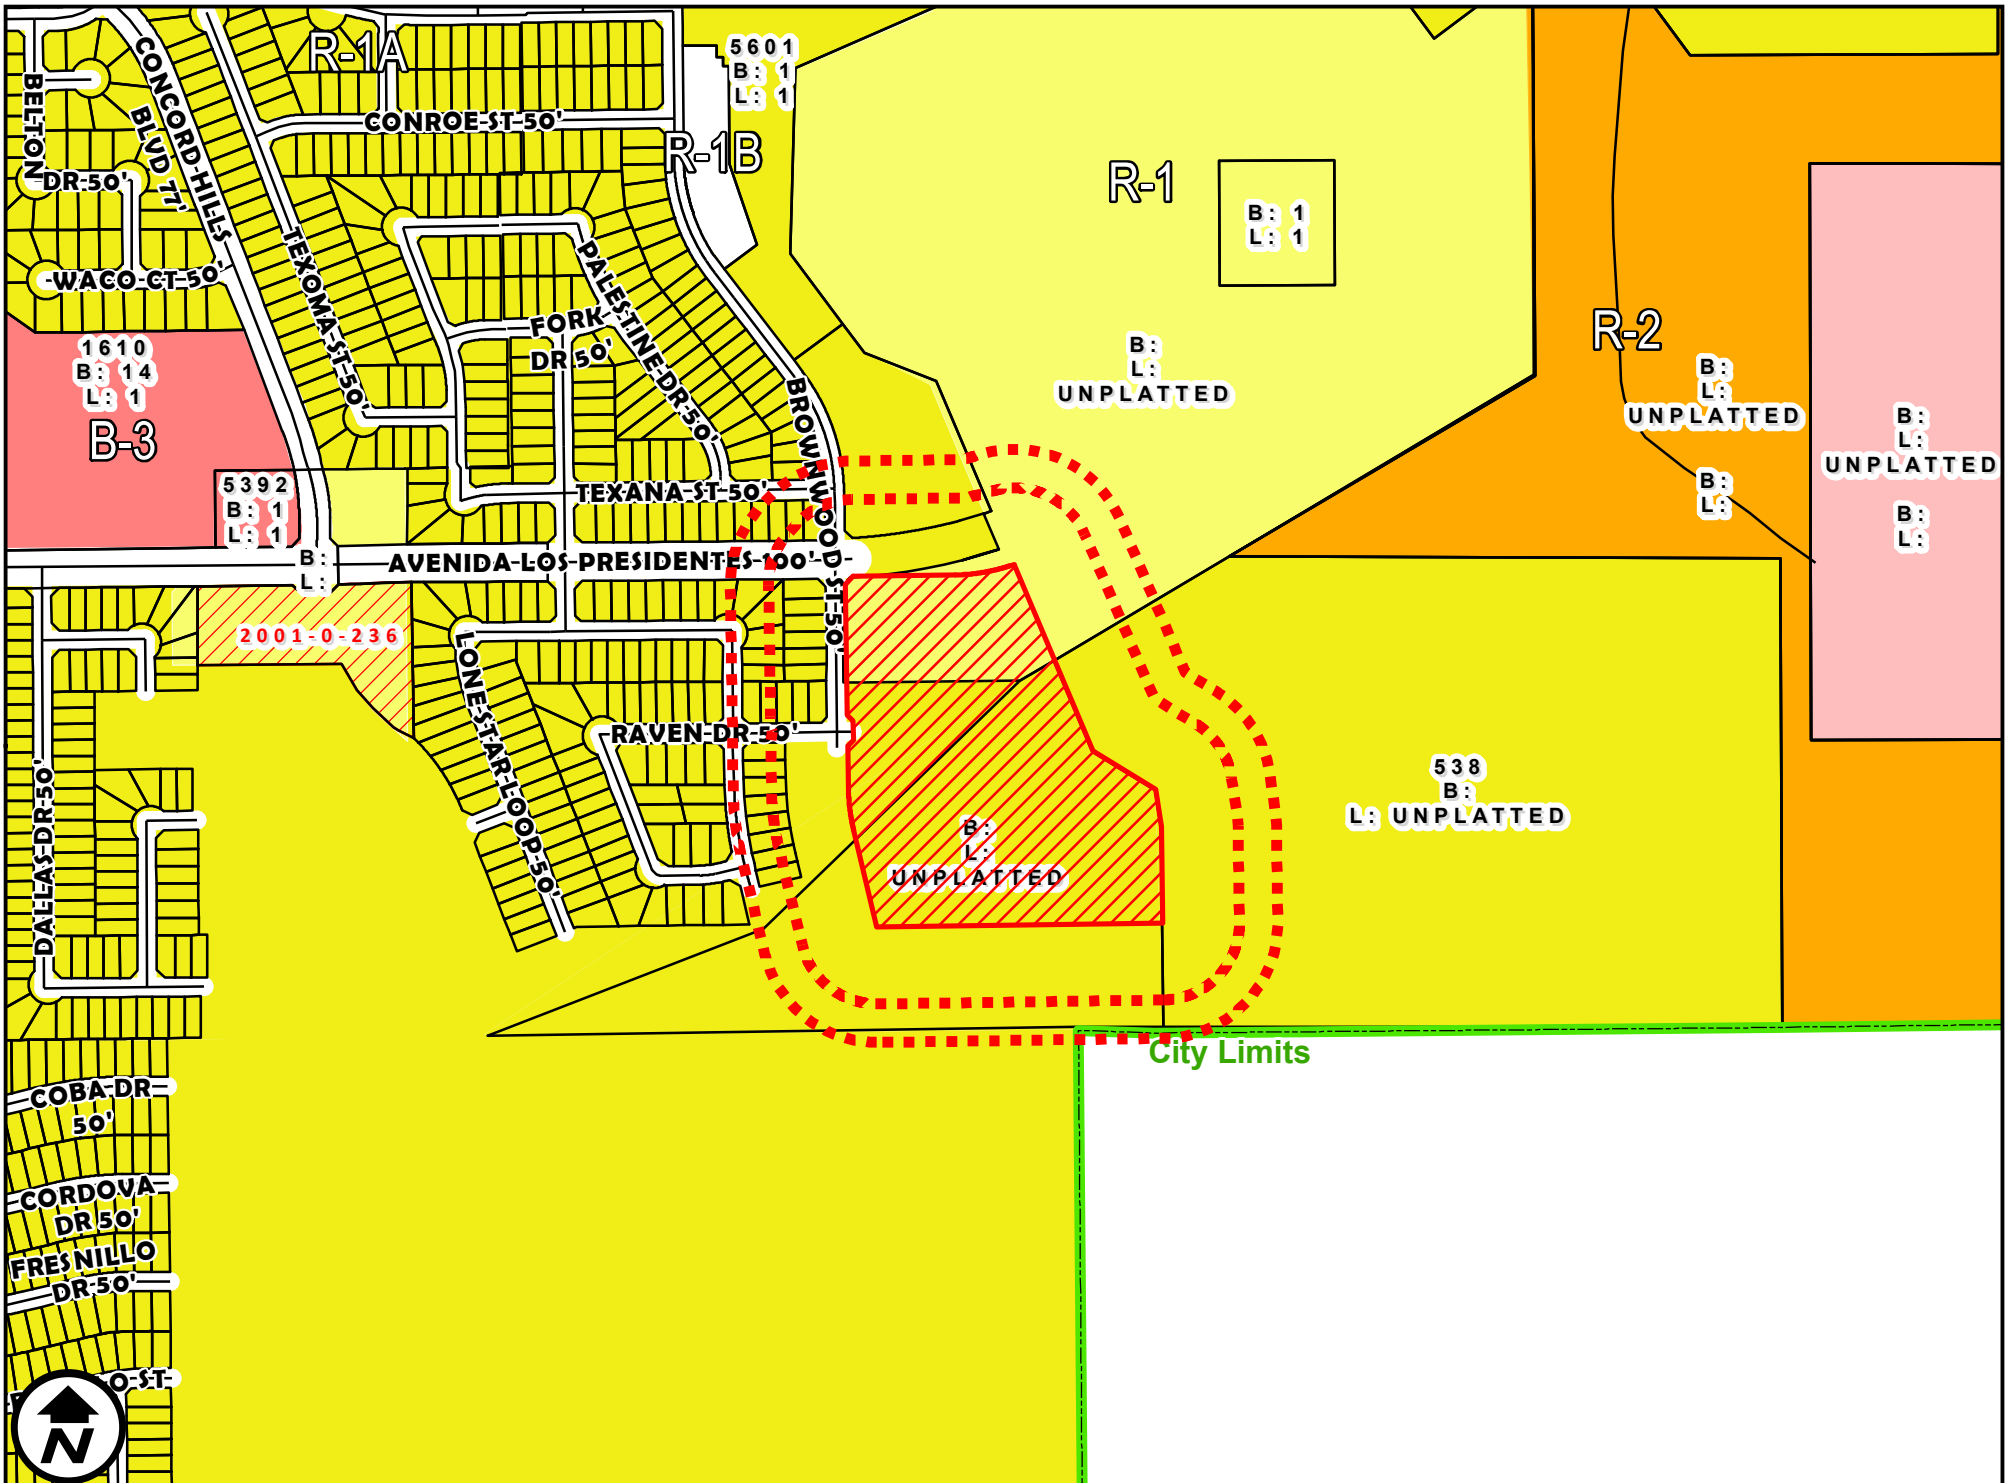 R-1A
5601
B: 1
L: 1
CONCORD-HILLS
BLVD 77'
BELTON
DR 50'
CONROE-ST-50'
R-1B
R-1
B: 1
L: 1
WACO-CT-50'
TEXOMA-ST-50'
PALESTINE-DR-50'
FORK
DR 50'
R-2
1610
B: 14
L: 1
B-3
B:
L:
UNPLATTED
B:
L:
UNPLATTED
B:
L:
B:
L:
UNPLATTED
B:
L:
BROWNWOOD-ST-50'
5392
B: 1
L: 1
TEXANA-ST-50'
B:
L:
AVENIDA-LOS-PRESIDENTES-100'
2001-0-236
LONE-STAR-LOOP-50'
RAVEN-DR-50'
DALLAS-DR-50'
538
B:
L: UNPLATTED
B:
L:
UNPLATTED
City Limits
COBA-DR
50'
CORDOVA
DR 50'
FRESNILLO
DR-50'
O-ST
N